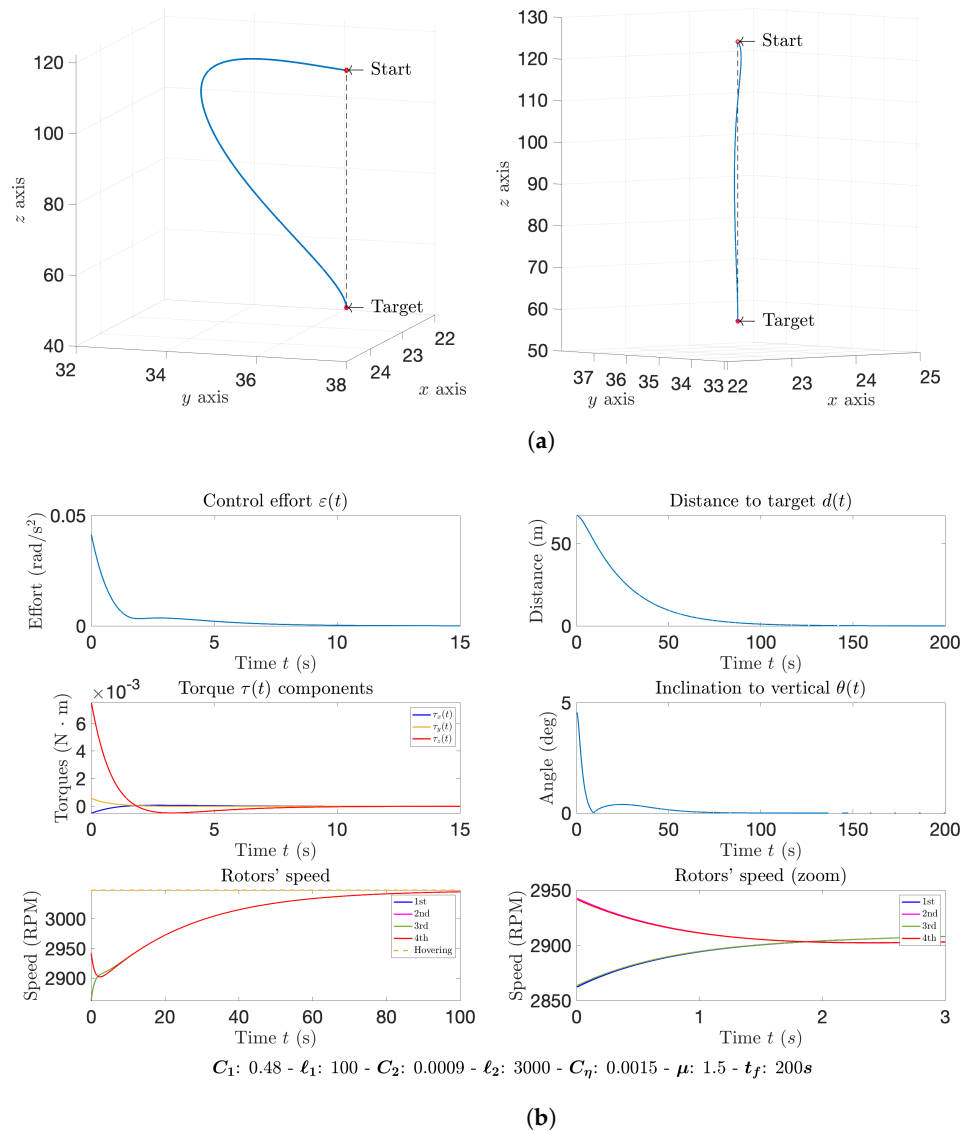 120
100
80
60
40
z axis
32
34
36
38
y axis
24
23
22
x axis
Start
Target
130
120
110
100
90
80
70
60
50
z axis
37
36
35
34
33
y axis
22
23
24
25
x axis
Start
Target
(a)
Control effort ε(t)
0.05
0
Effort (rad/s²)
0
5
10
15
Time t (s)
Distance to target d(t)
50
0
Distance (m)
0
50
100
150
200
Time t (s)
×10⁻³
Torque τ(t) components
6
4
2
0
Torques (N · m)
τₓ(t)
τᵧ(t)
τ_z(t)
0
5
10
15
Time t (s)
Inclination to vertical θ(t)
5
0
Angle (deg)
0
50
100
150
200
Time t (s)
Rotors' speed
3000
2950
2900
Speed (RPM)
1st
2nd
3rd
4th
Hovering
0
20
40
60
80
100
Time t (s)
Rotors' speed (zoom)
2950
2900
2850
Speed (RPM)
1st
2nd
3rd
4th
0
1
2
3
Time t (s)
C₁: 0.48 - ℓ₁: 100 - C₂: 0.0009 - ℓ₂: 3000 - C_η: 0.0015 - μ: 1.5 - t_f: 200s
(b)